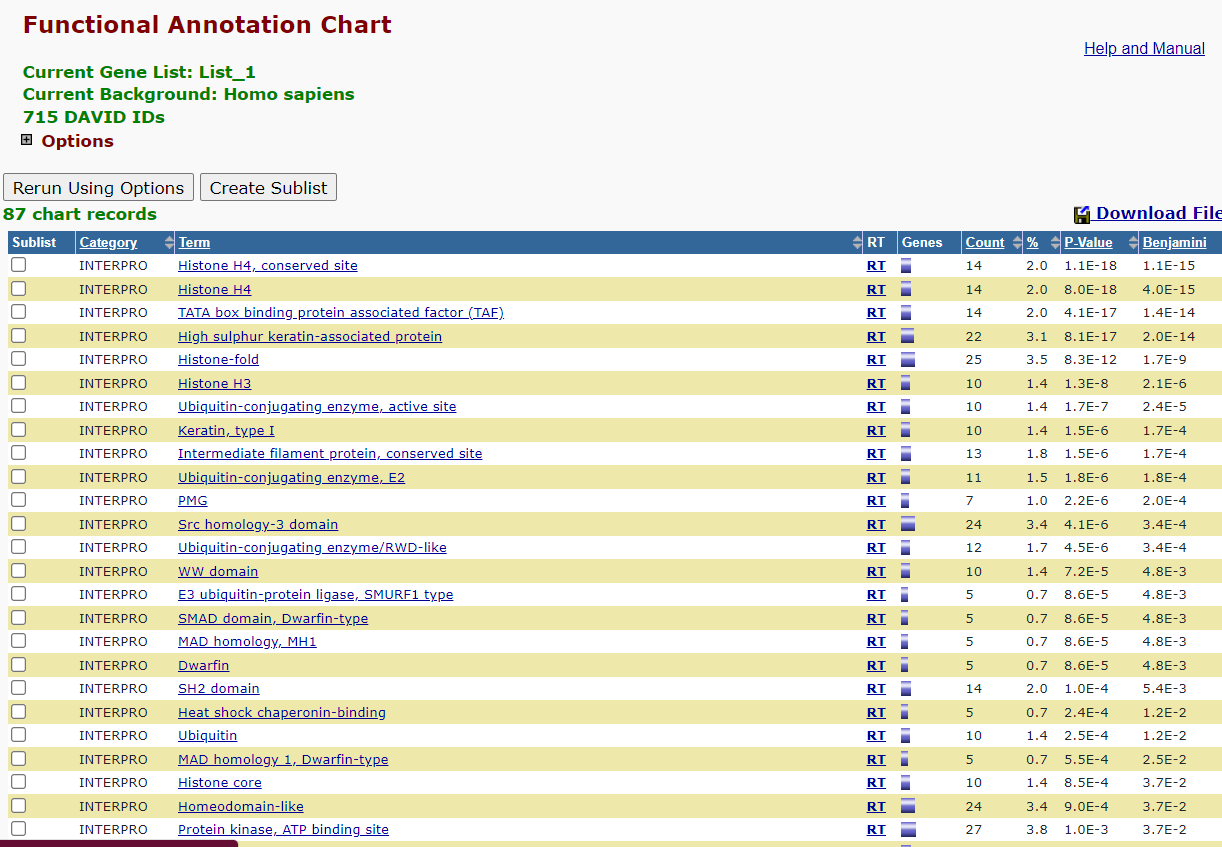 Functional Annotation Chart
Help and Manual
Current Gene List: List_1
Current Background: Homo sapiens
715 DAVID IDs
Options
Rerun Using Options Create Sublist
87 chart records
Download File
Sublist Category Term RT Genes Count % P-Value Benjamini
INTERPRO Histone H4, conserved site RT 14 2.0 1.1E-18 1.1E-15
INTERPRO Histone H4 RT 14 2.0 8.0E-18 4.0E-15
INTERPRO TATA box binding protein associated factor (TAF) RT 14 2.0 4.1E-17 1.4E-14
INTERPRO High sulphur keratin-associated protein RT 22 3.1 8.1E-17 2.0E-14
INTERPRO Histone-fold RT 25 3.5 8.3E-12 1.7E-9
INTERPRO Histone H3 RT 10 1.4 1.3E-8 2.1E-6
INTERPRO Ubiquitin-conjugating enzyme, active site RT 10 1.4 1.7E-7 2.4E-5
INTERPRO Keratin, type I RT 10 1.4 1.5E-6 1.7E-4
INTERPRO Intermediate filament protein, conserved site RT 13 1.8 1.5E-6 1.7E-4
INTERPRO Ubiquitin-conjugating enzyme, E2 RT 11 1.5 1.8E-6 1.8E-4
INTERPRO PMG RT 7 1.0 2.2E-6 2.0E-4
INTERPRO Src homology-3 domain RT 24 3.4 4.1E-6 3.4E-4
INTERPRO Ubiquitin-conjugating enzyme/RWD-like RT 12 1.7 4.5E-6 3.4E-4
INTERPRO WW domain RT 10 1.4 7.2E-5 4.8E-3
INTERPRO E3 ubiquitin-protein ligase, SMURF1 type RT 5 0.7 8.6E-5 4.8E-3
INTERPRO SMAD domain, Dwarfin-type RT 5 0.7 8.6E-5 4.8E-3
INTERPRO MAD homology, MH1 RT 5 0.7 8.6E-5 4.8E-3
INTERPRO Dwarfin RT 5 0.7 8.6E-5 4.8E-3
INTERPRO SH2 domain RT 14 2.0 1.0E-4 5.4E-3
INTERPRO Heat shock chaperonin-binding RT 5 0.7 2.4E-4 1.2E-2
INTERPRO Ubiquitin RT 10 1.4 2.5E-4 1.2E-2
INTERPRO MAD homology 1, Dwarfin-type RT 5 0.7 5.5E-4 2.5E-2
INTERPRO Histone core RT 10 1.4 8.5E-4 3.7E-2
INTERPRO Homeodomain-like RT 24 3.4 9.0E-4 3.7E-2
INTERPRO Protein kinase, ATP binding site RT 27 3.8 1.0E-3 3.7E-2